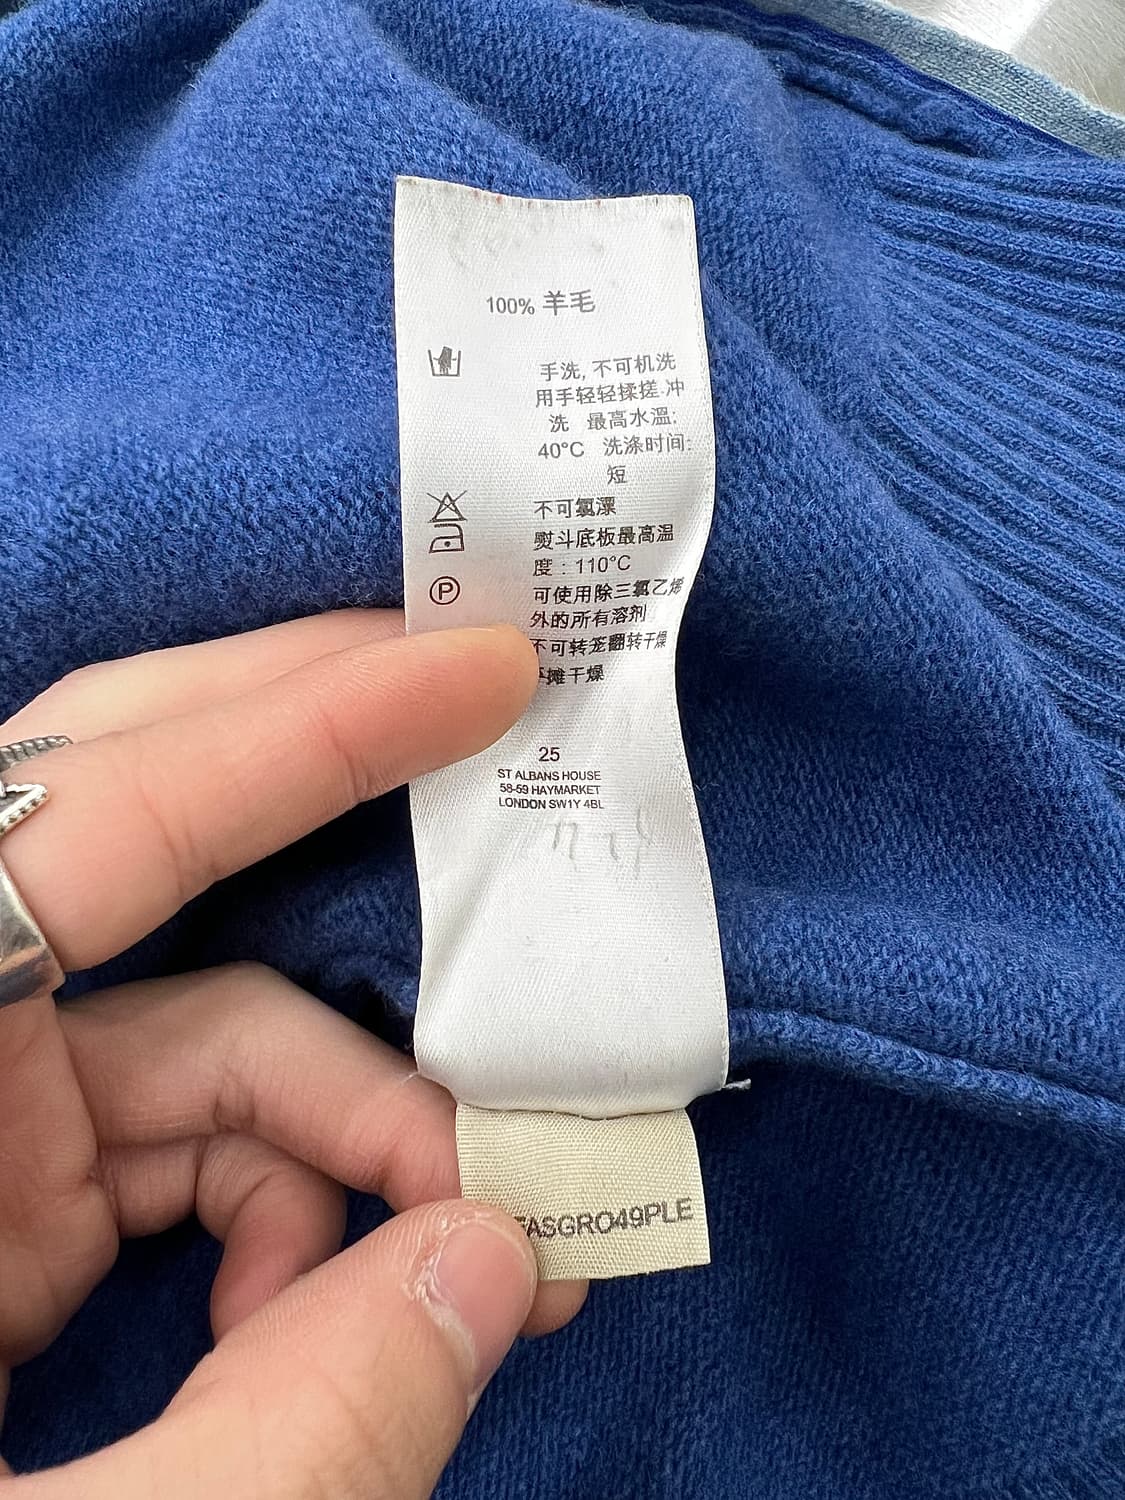 100% 羊毛
手洗, 不可机洗
用手轻轻揉搓·冲
洗 最高水溫:
40°C 洗涤时间:
短
不可氯漂
熨斗底板最高温
度 : 110°C
可使用除三氯乙烯
外的所有溶剂
不可转笼翻转干燥
平摊干燥
25
ST ALBANS HOUSE
58-59 HAYMARKET
LONDON SW1Y 4BL
ASGRO49PLE